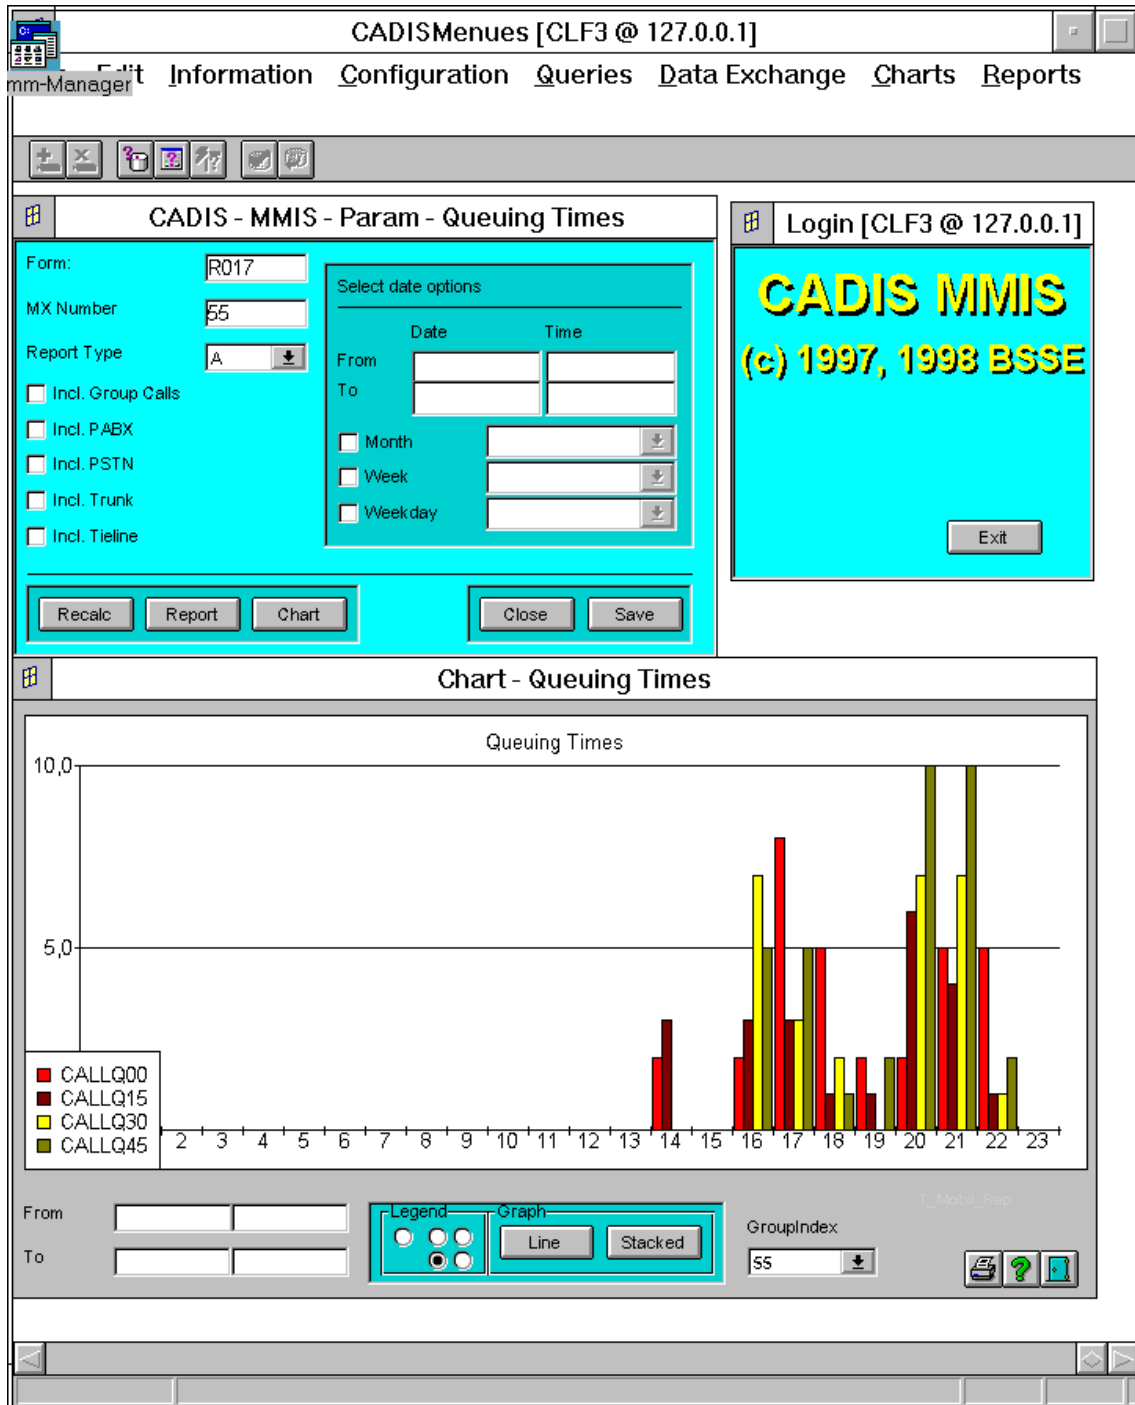 CADISMenues [CLF3 @ 127.0.0.1]
mm-Manager
Edit Information Configuration Queries Data Exchange Charts Reports
CADIS - MMIS - Param - Queuing Times
Form: R017
MX Number 55
Report Type A
Incl. Group Calls
Incl. PABX
Incl. PSTN
Incl. Trunk
Incl. Tieline
Select date options
Date Time
From
To
Month
Week
Weekday
Recalc Report Chart Close Save
Login [CLF3 @ 127.0.0.1]
CADIS MMIS
(c) 1997, 1998 BSSE
Exit
Chart - Queuing Times
Queuing Times
10,0
5,0
CALLQ00
CALLQ15
CALLQ30
CALLQ45
2 3 4 5 6 7 8 9 10 11 12 13 14 15 16 17 18 19 20 21 22 23
T_Mobil_Rep
From
To
Legend Graph
Line Stacked
GroupIndex
55